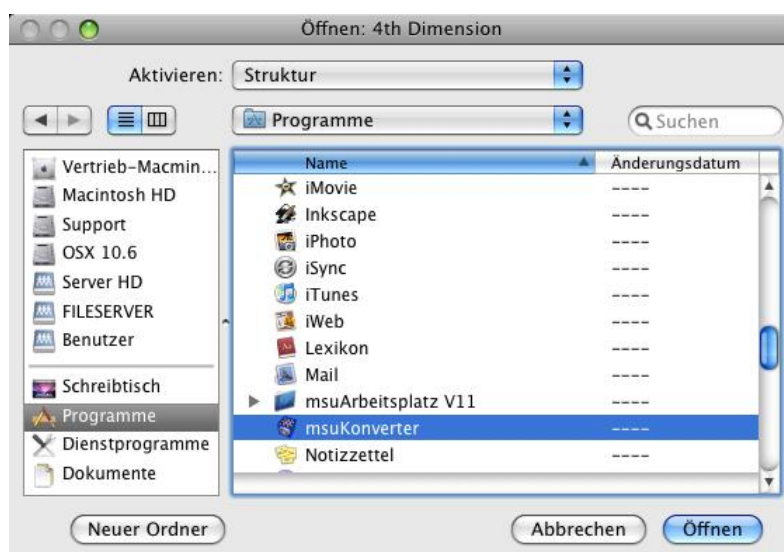 Öffnen: 4th Dimension
Aktivieren: Struktur
Programme
Suchen
Vertrieb-Macmin...
Macintosh HD
Support
OSX 10.6
Server HD
FILESERVER
Benutzer
Schreibtisch
Programme
Dienstprogramme
Dokumente
Name Änderungsdatum
iMovie ----
Inkscape ----
iPhoto ----
iSync ----
iTunes ----
iWeb ----
Lexikon ----
Mail ----
msuArbeitsplatz V11 ----
msuKonverter ----
Notizzettel ----
Neuer Ordner
Abbrechen
Öffnen